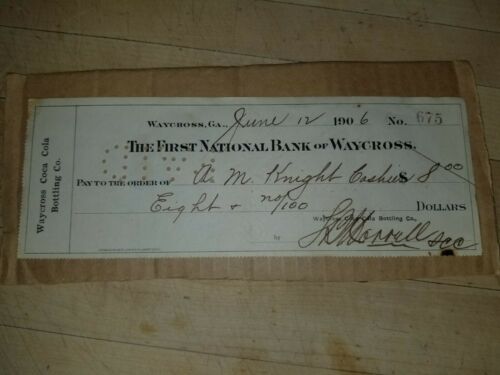 Waycross Coca Cola
Bottling Co.
WAYCROSS, GA., June 12 1906 No. 675
THE FIRST NATIONAL BANK OF WAYCROSS,
PAY TO THE ORDER OF A. M. Knight Cashier $8.00
Eight & no/100 DOLLARS
Waycross Coca Cola Bottling Co.,
by